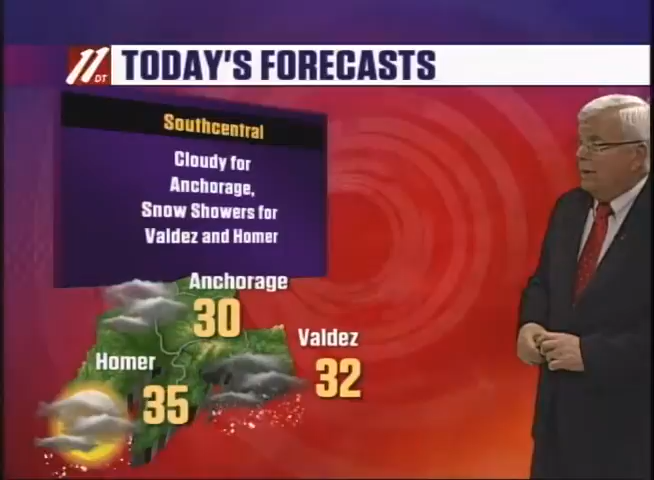 11 DT TODAY'S FORECASTS
Southcentral
Cloudy for
Anchorage,
Snow Showers for
Valdez and Homer
Anchorage
30
Valdez
32
Homer
35